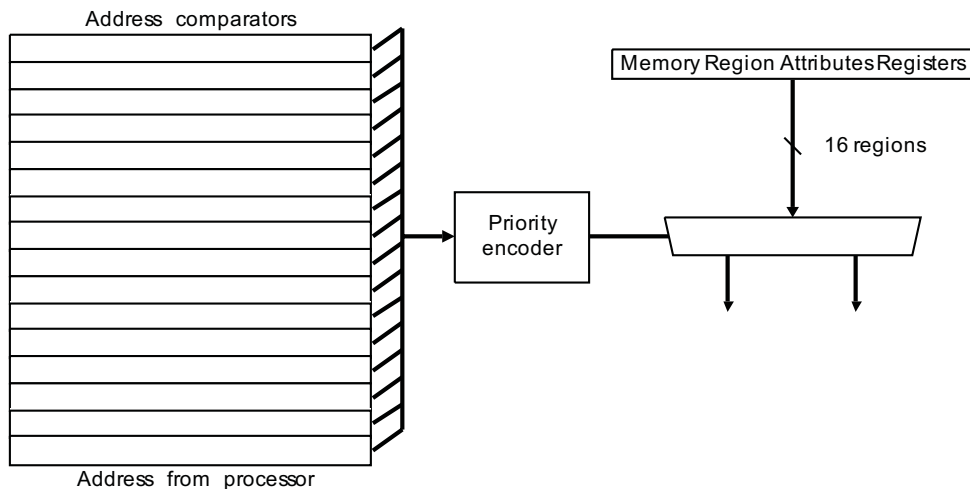 Address comparators
Memory Region Attributes Registers
16 regions
Priority
encoder
Address from processor